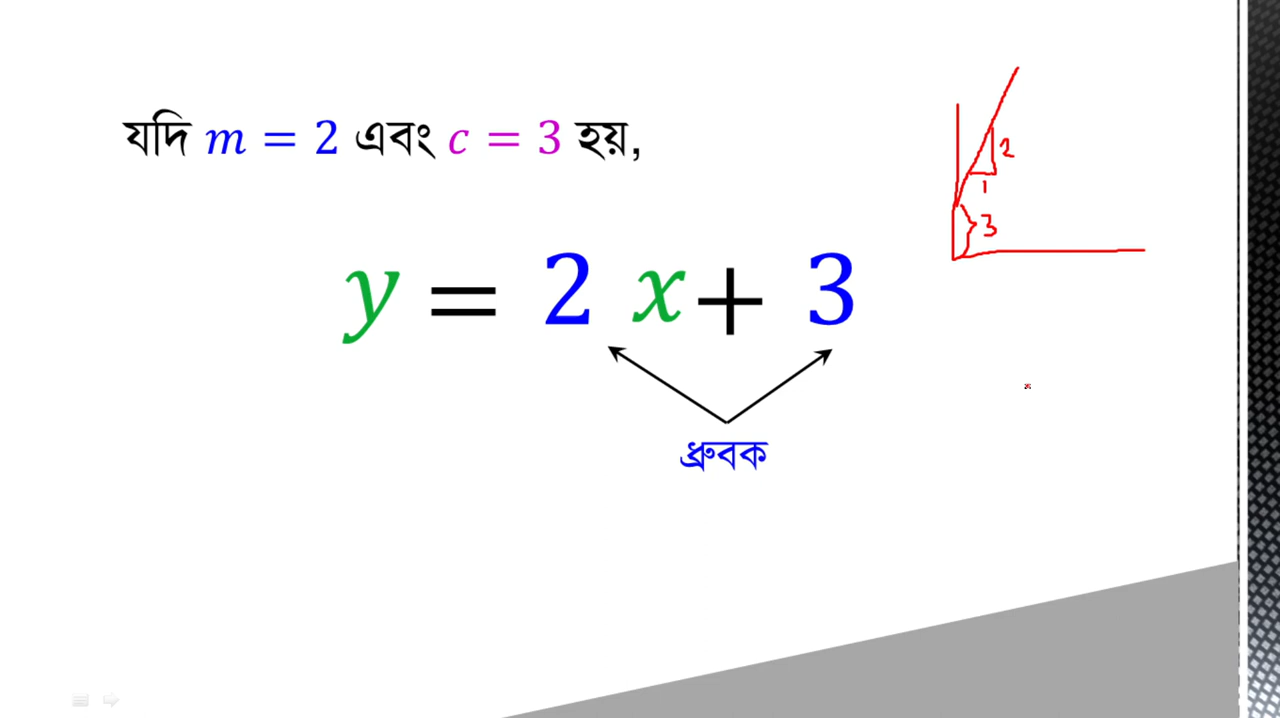 যদি m = 2 এবং c = 3 হয়,
y = 2 x + 3
ধ্রুবক
2
1
3